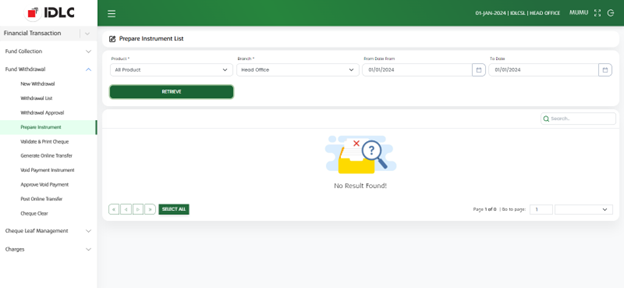 IDLC
01-JAN-2024 | IDLCSL | HEAD OFFICE MUMU
Financial Transaction
Fund Collection
Fund Withdrawal
New Withdrawal
Withdrawal List
Withdrawal Approval
Prepare Instrument
Validate & Print Cheque
Generate Online Transfer
Void Payment Instrument
Approve Void Payment
Post Online Transfer
Cheque Clear
Cheque Leaf Management
Charges
Prepare Instrument List
Product * Branch * From Date From To Date
All Product Head Office 01/01/2024 01/01/2024
RETRIEVE
Search...
No Result Found!
SELECT ALL Page 1 of 0 | Go to page: 1